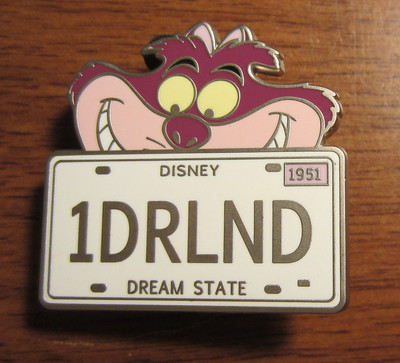 DISNEY
1951
1DRLND
DREAM STATE